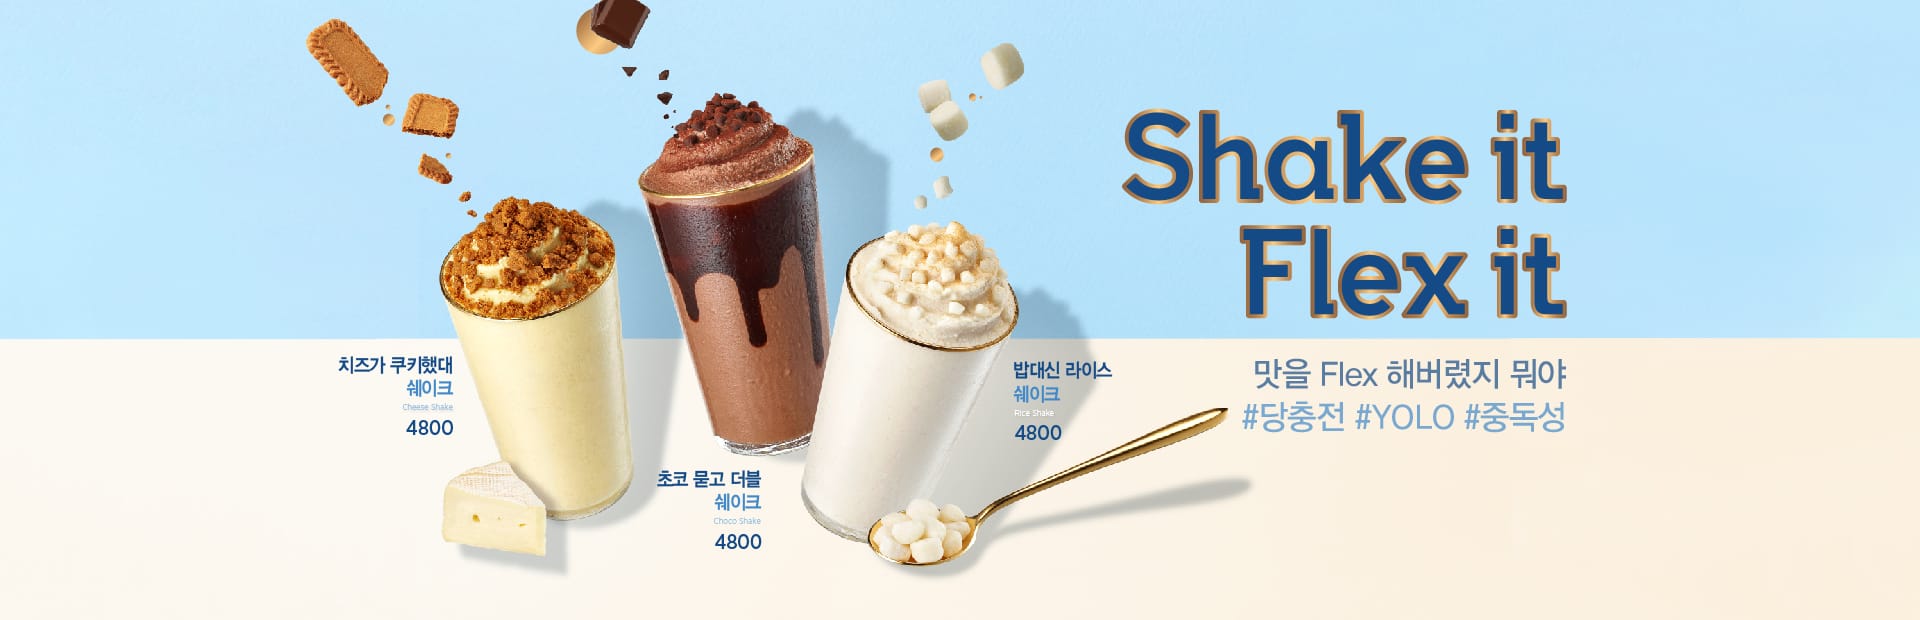 Shake it
Flex it
맛을 Flex 해버렸지 뭐야
#당충전 #YOLO #중독성
치즈가 쿠키했대
쉐이크
Cheese Shake
4800
초코 묻고 더블
쉐이크
Choco Shake
4800
밥대신 라이스
쉐이크
Rice Shake
4800